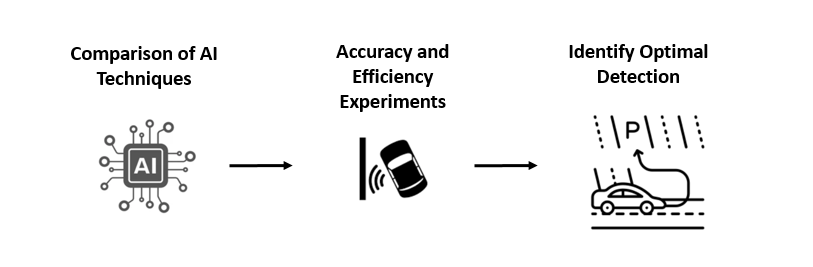 Comparison of AI
Techniques
Accuracy and
Efficiency
Experiments
Identify Optimal
Detection
AI
P